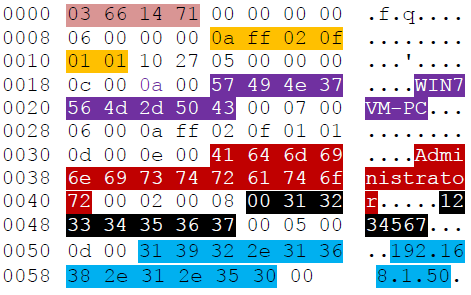 0000 03 66 14 71 00 00 00 00 .f.q....
0008 06 00 00 00 0a ff 02 0f ........
0010 01 01 10 27 05 00 00 00 ...'....
0018 0c 00 0a 00 57 49 4e 37 ....WIN7
0020 56 4d 2d 50 43 00 07 00 VM-PC...
0028 06 00 0a ff 02 0f 01 01 ........
0030 0d 00 0e 00 41 64 6d 69 ....Admi
0038 6e 69 73 74 72 61 74 6f nistrato
0040 72 00 02 00 08 00 31 32 r.....12
0048 33 34 35 36 37 00 05 00 34567...
0050 0d 00 31 39 32 2e 31 36 ..192.16
0058 38 2e 31 2e 35 30 00 8.1.50.